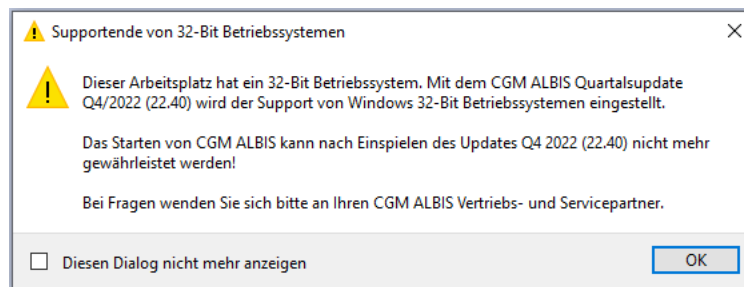 Supportende von 32-Bit Betriebssystemen
Dieser Arbeitsplatz hat ein 32-Bit Betriebssystem. Mit dem CGM ALBIS Quartalsupdate
Q4/2022 (22.40) wird der Support von Windows 32-Bit Betriebssystemen eingestellt.
Das Starten von CGM ALBIS kann nach Einspielen des Updates Q4 2022 (22.40) nicht mehr
gewährleistet werden!
Bei Fragen wenden Sie sich bitte an Ihren CGM ALBIS Vertriebs- und Servicepartner.
Diesen Dialog nicht mehr anzeigen
OK